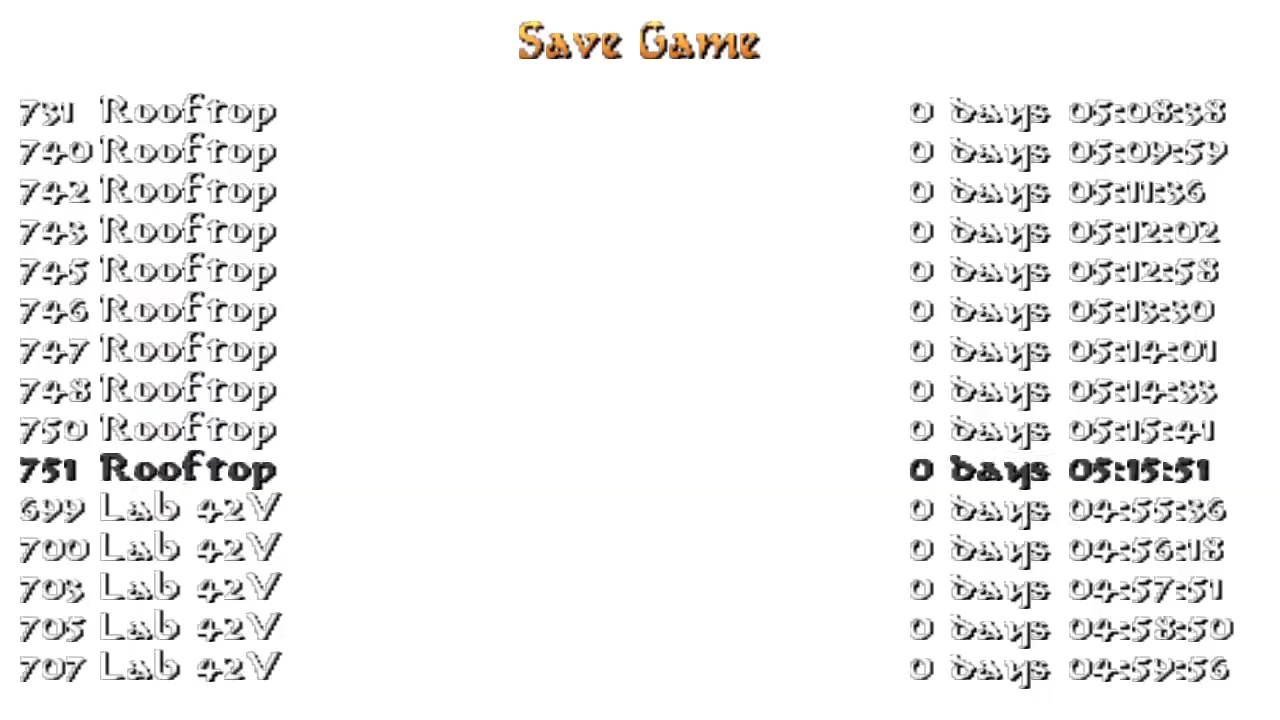 Save Game
731 Rooftop 0 days 05:08:38
740 Rooftop 0 days 05:09:59
742 Rooftop 0 days 05:11:36
743 Rooftop 0 days 05:12:02
745 Rooftop 0 days 05:12:58
746 Rooftop 0 days 05:13:30
747 Rooftop 0 days 05:14:01
748 Rooftop 0 days 05:14:33
750 Rooftop 0 days 05:15:41
751 Rooftop 0 days 05:15:51
699 Lab 42V 0 days 04:55:36
700 Lab 42V 0 days 04:56:18
703 Lab 42V 0 days 04:57:51
705 Lab 42V 0 days 04:58:50
707 Lab 42V 0 days 04:59:56